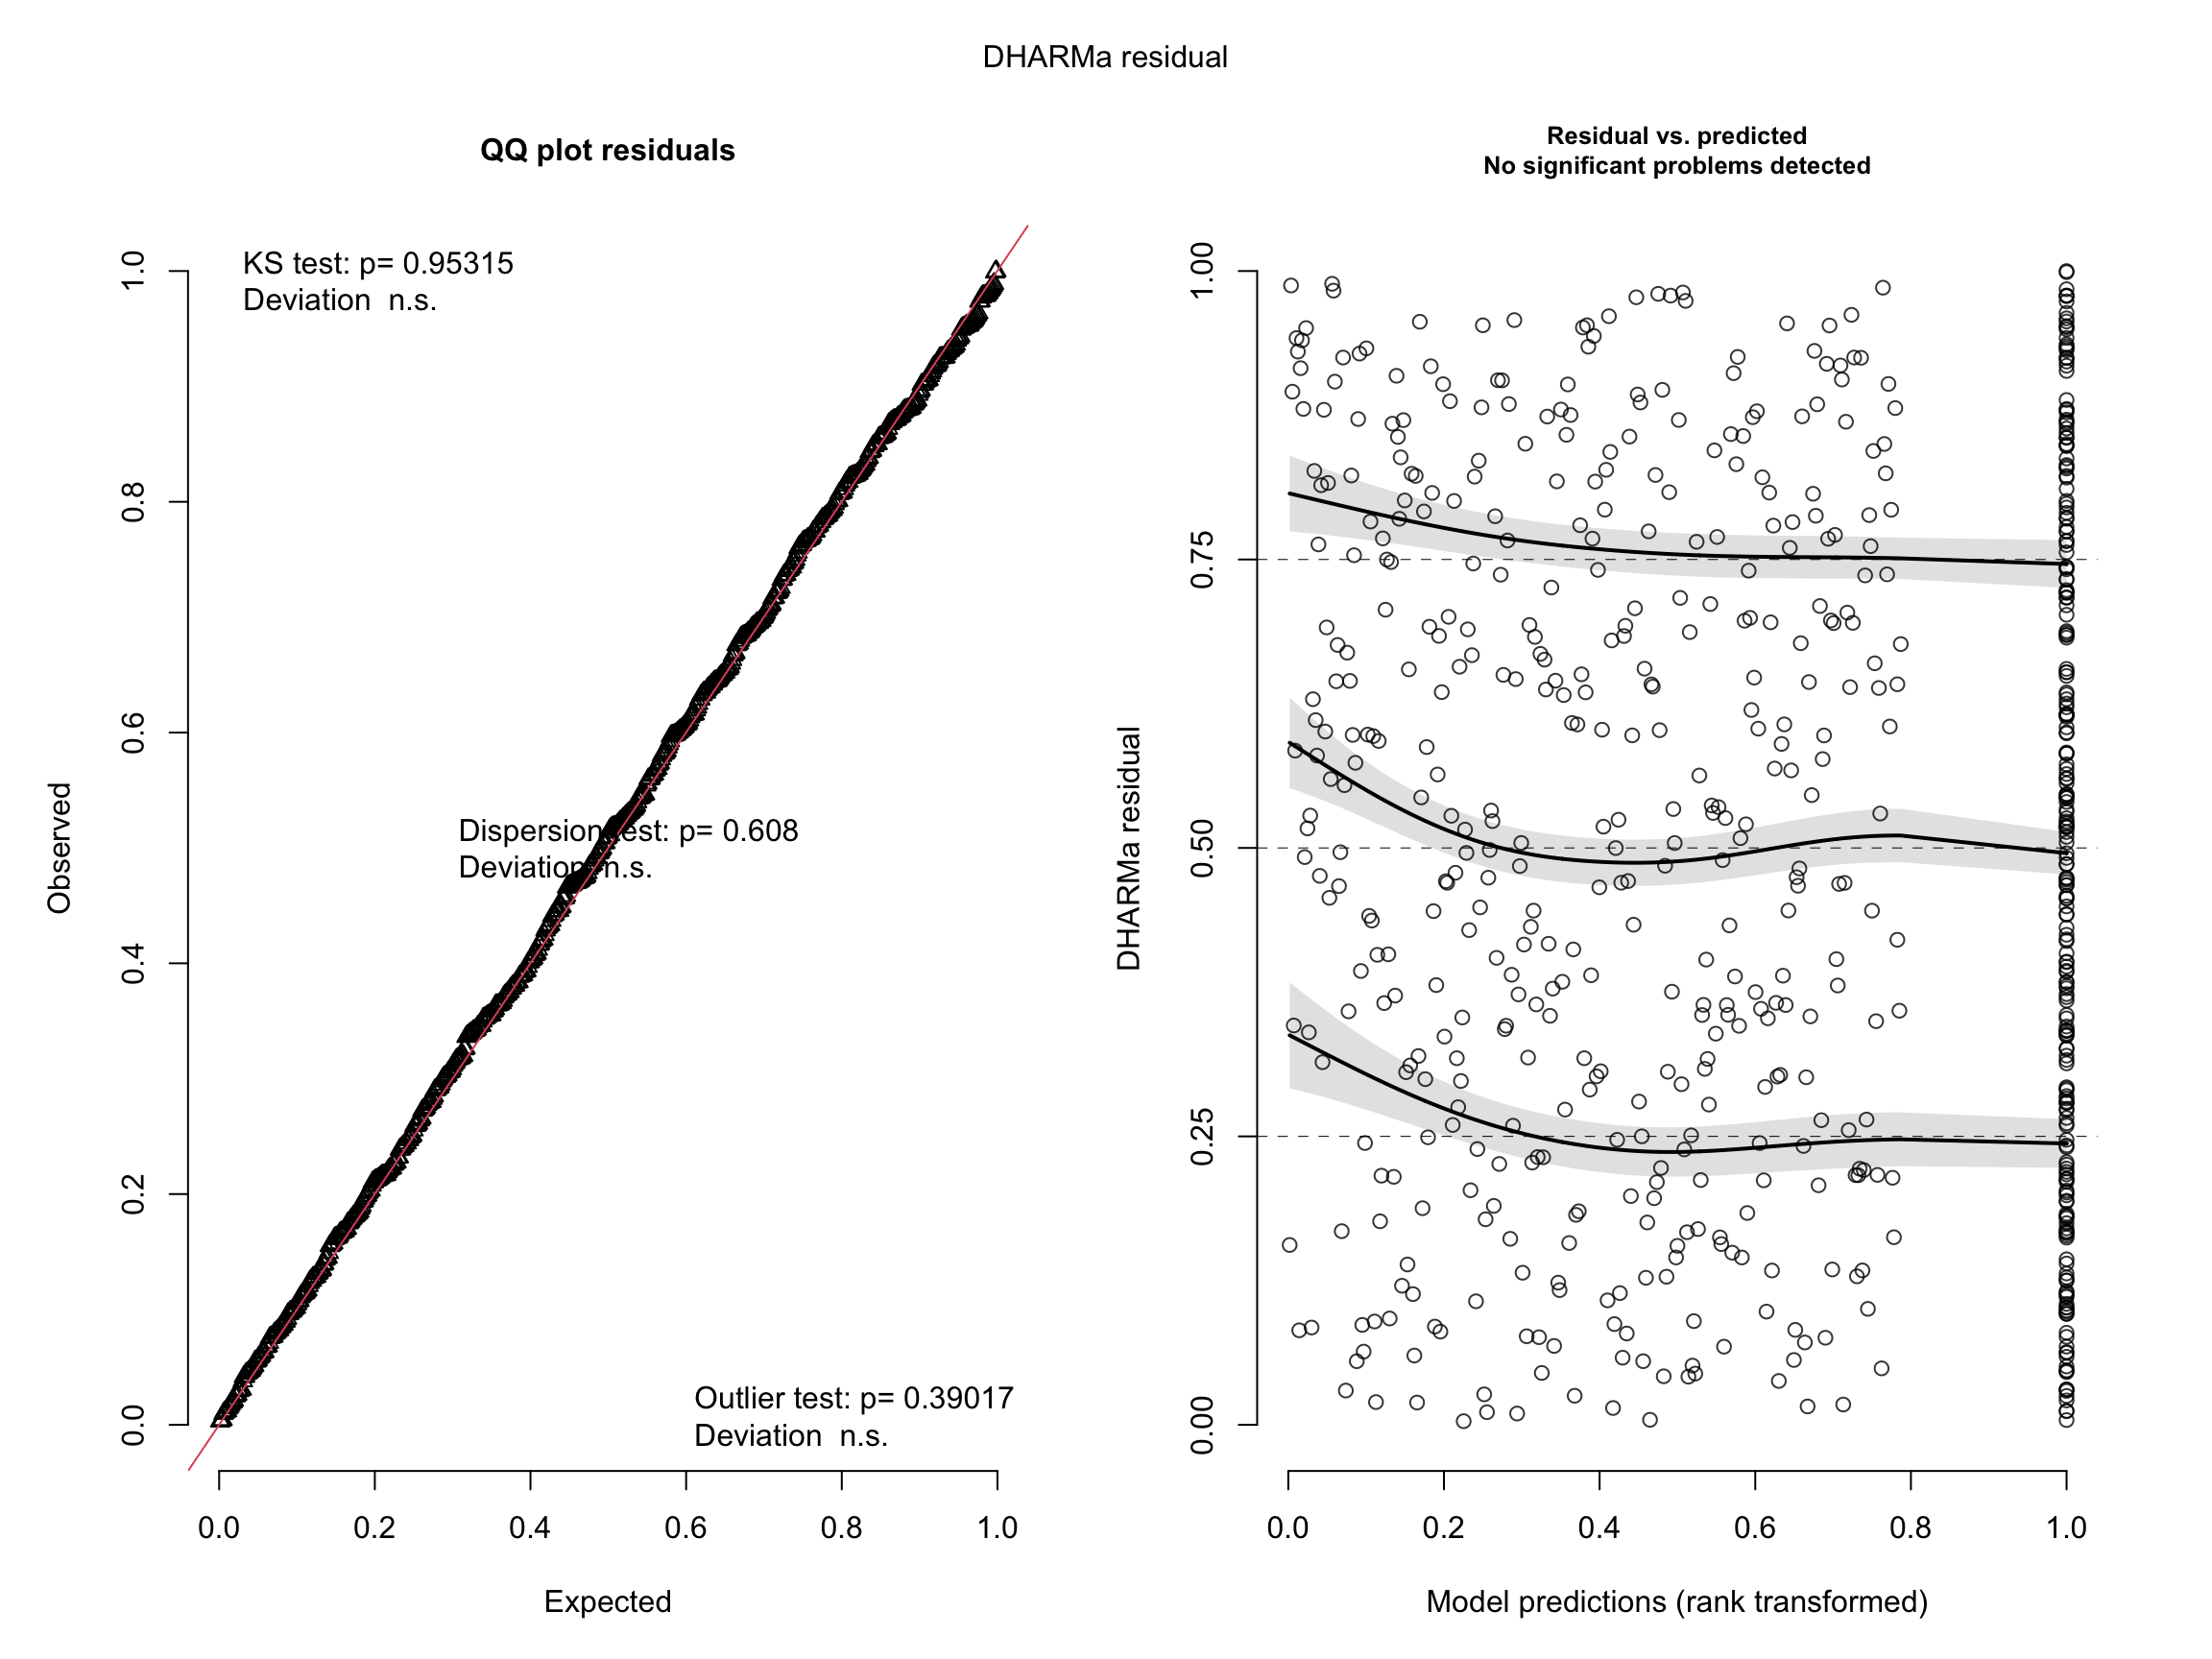 DHARMa residual
QQ plot residuals
KS test: p= 0.95315
Deviation  n.s.
Dispersion test: p= 0.608
Deviation n.s.
Outlier test: p= 0.39017
Deviation  n.s.
Observed
0.0 0.2 0.4 0.6 0.8 1.0
0.0 0.2 0.4 0.6 0.8 1.0
Expected
Residual vs. predicted
No significant problems detected
DHARMa residual
0.00 0.25 0.50 0.75 1.00
0.0 0.2 0.4 0.6 0.8 1.0
Model predictions (rank transformed)